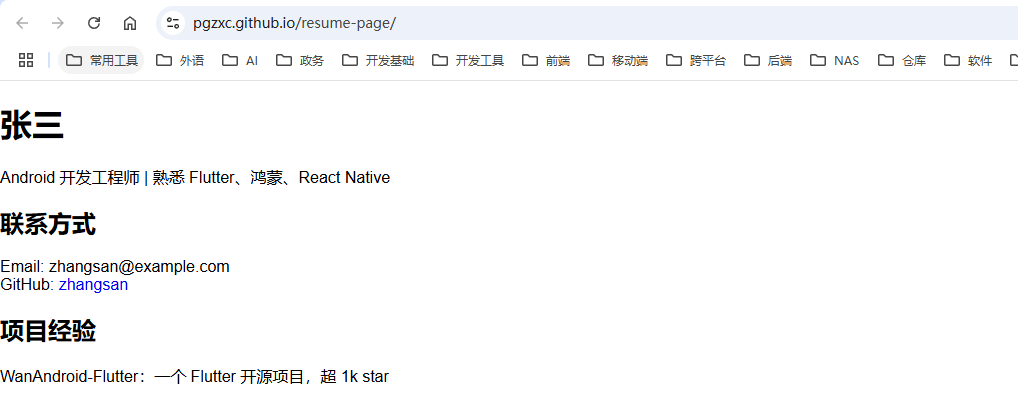 pgzxc.github.io/resume-page/
常用工具 外语 AI 政务 开发基础 开发工具 前端 移动端 跨平台 后端 NAS 仓库 软件
张三
Android 开发工程师 | 熟悉 Flutter、鸿蒙、React Native
联系方式
Email: zhangsan@example.com
GitHub: zhangsan
项目经验
WanAndroid-Flutter：一个 Flutter 开源项目，超 1k star